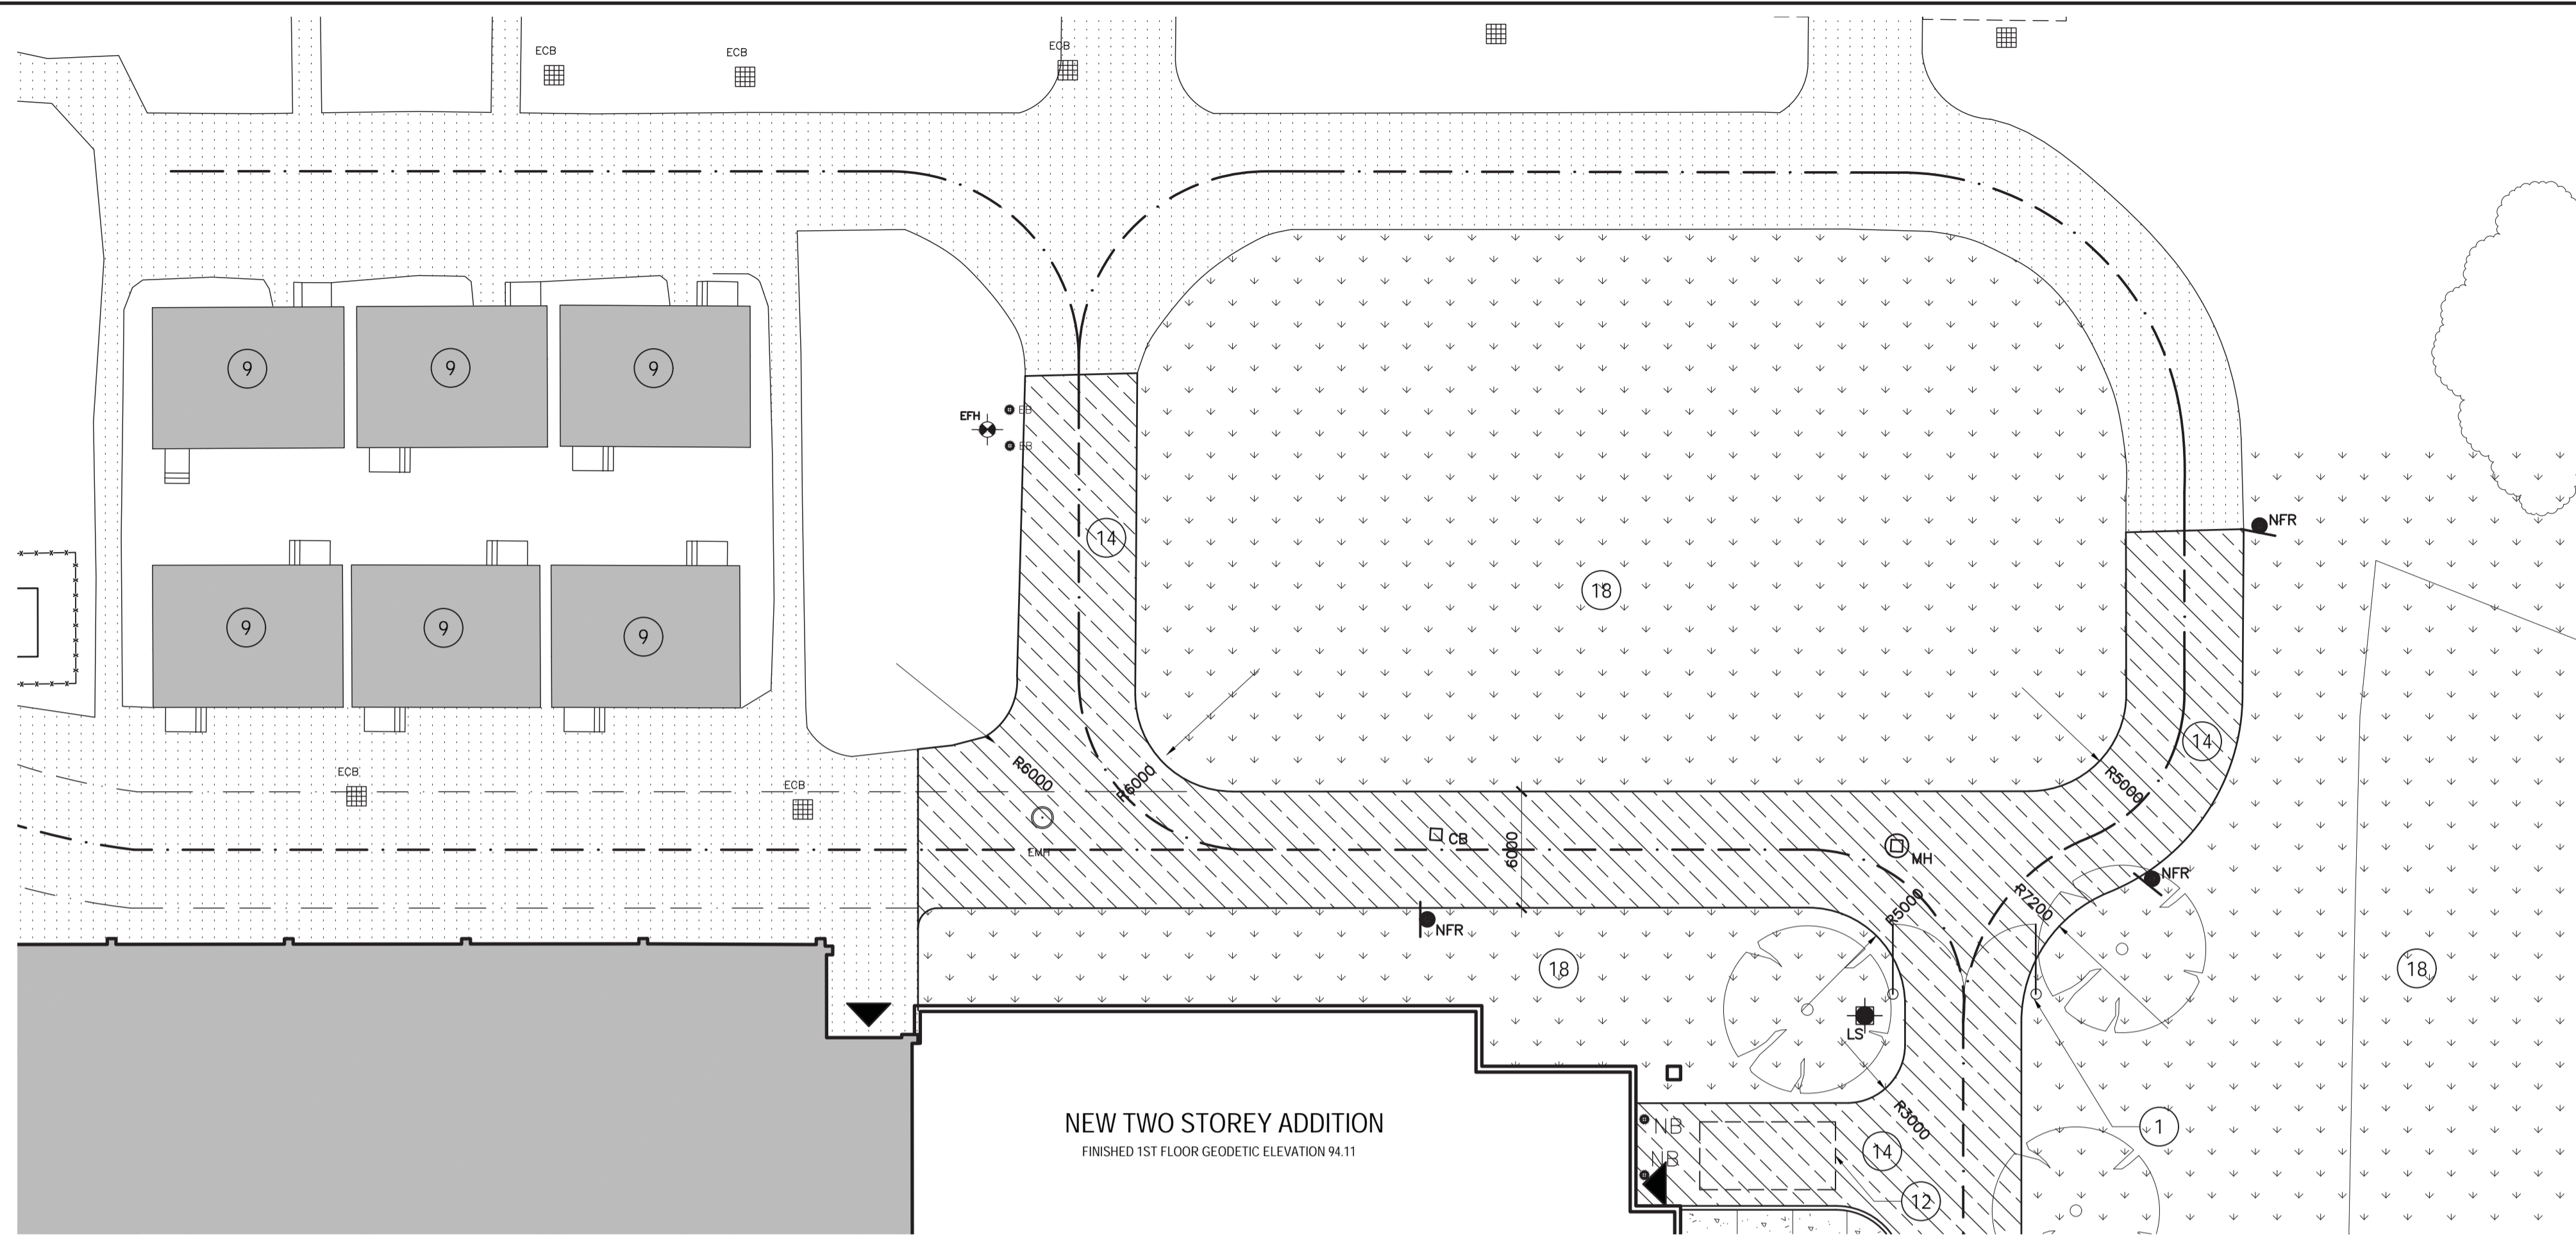 ECB
ECB
ECB
9
9
9
EFH
EB
EB
14
18
NFR
9
9
9
14
ECB
ECB
R6000
R6000
R5000
EMH
CB
6000
MH
NFR
R5000
R7200
NFR
18
18
LS
NEW TWO STOREY ADDITION
FINISHED 1ST FLOOR GEODETIC ELEVATION 94.11
NB
NB
R3000
1
14
12